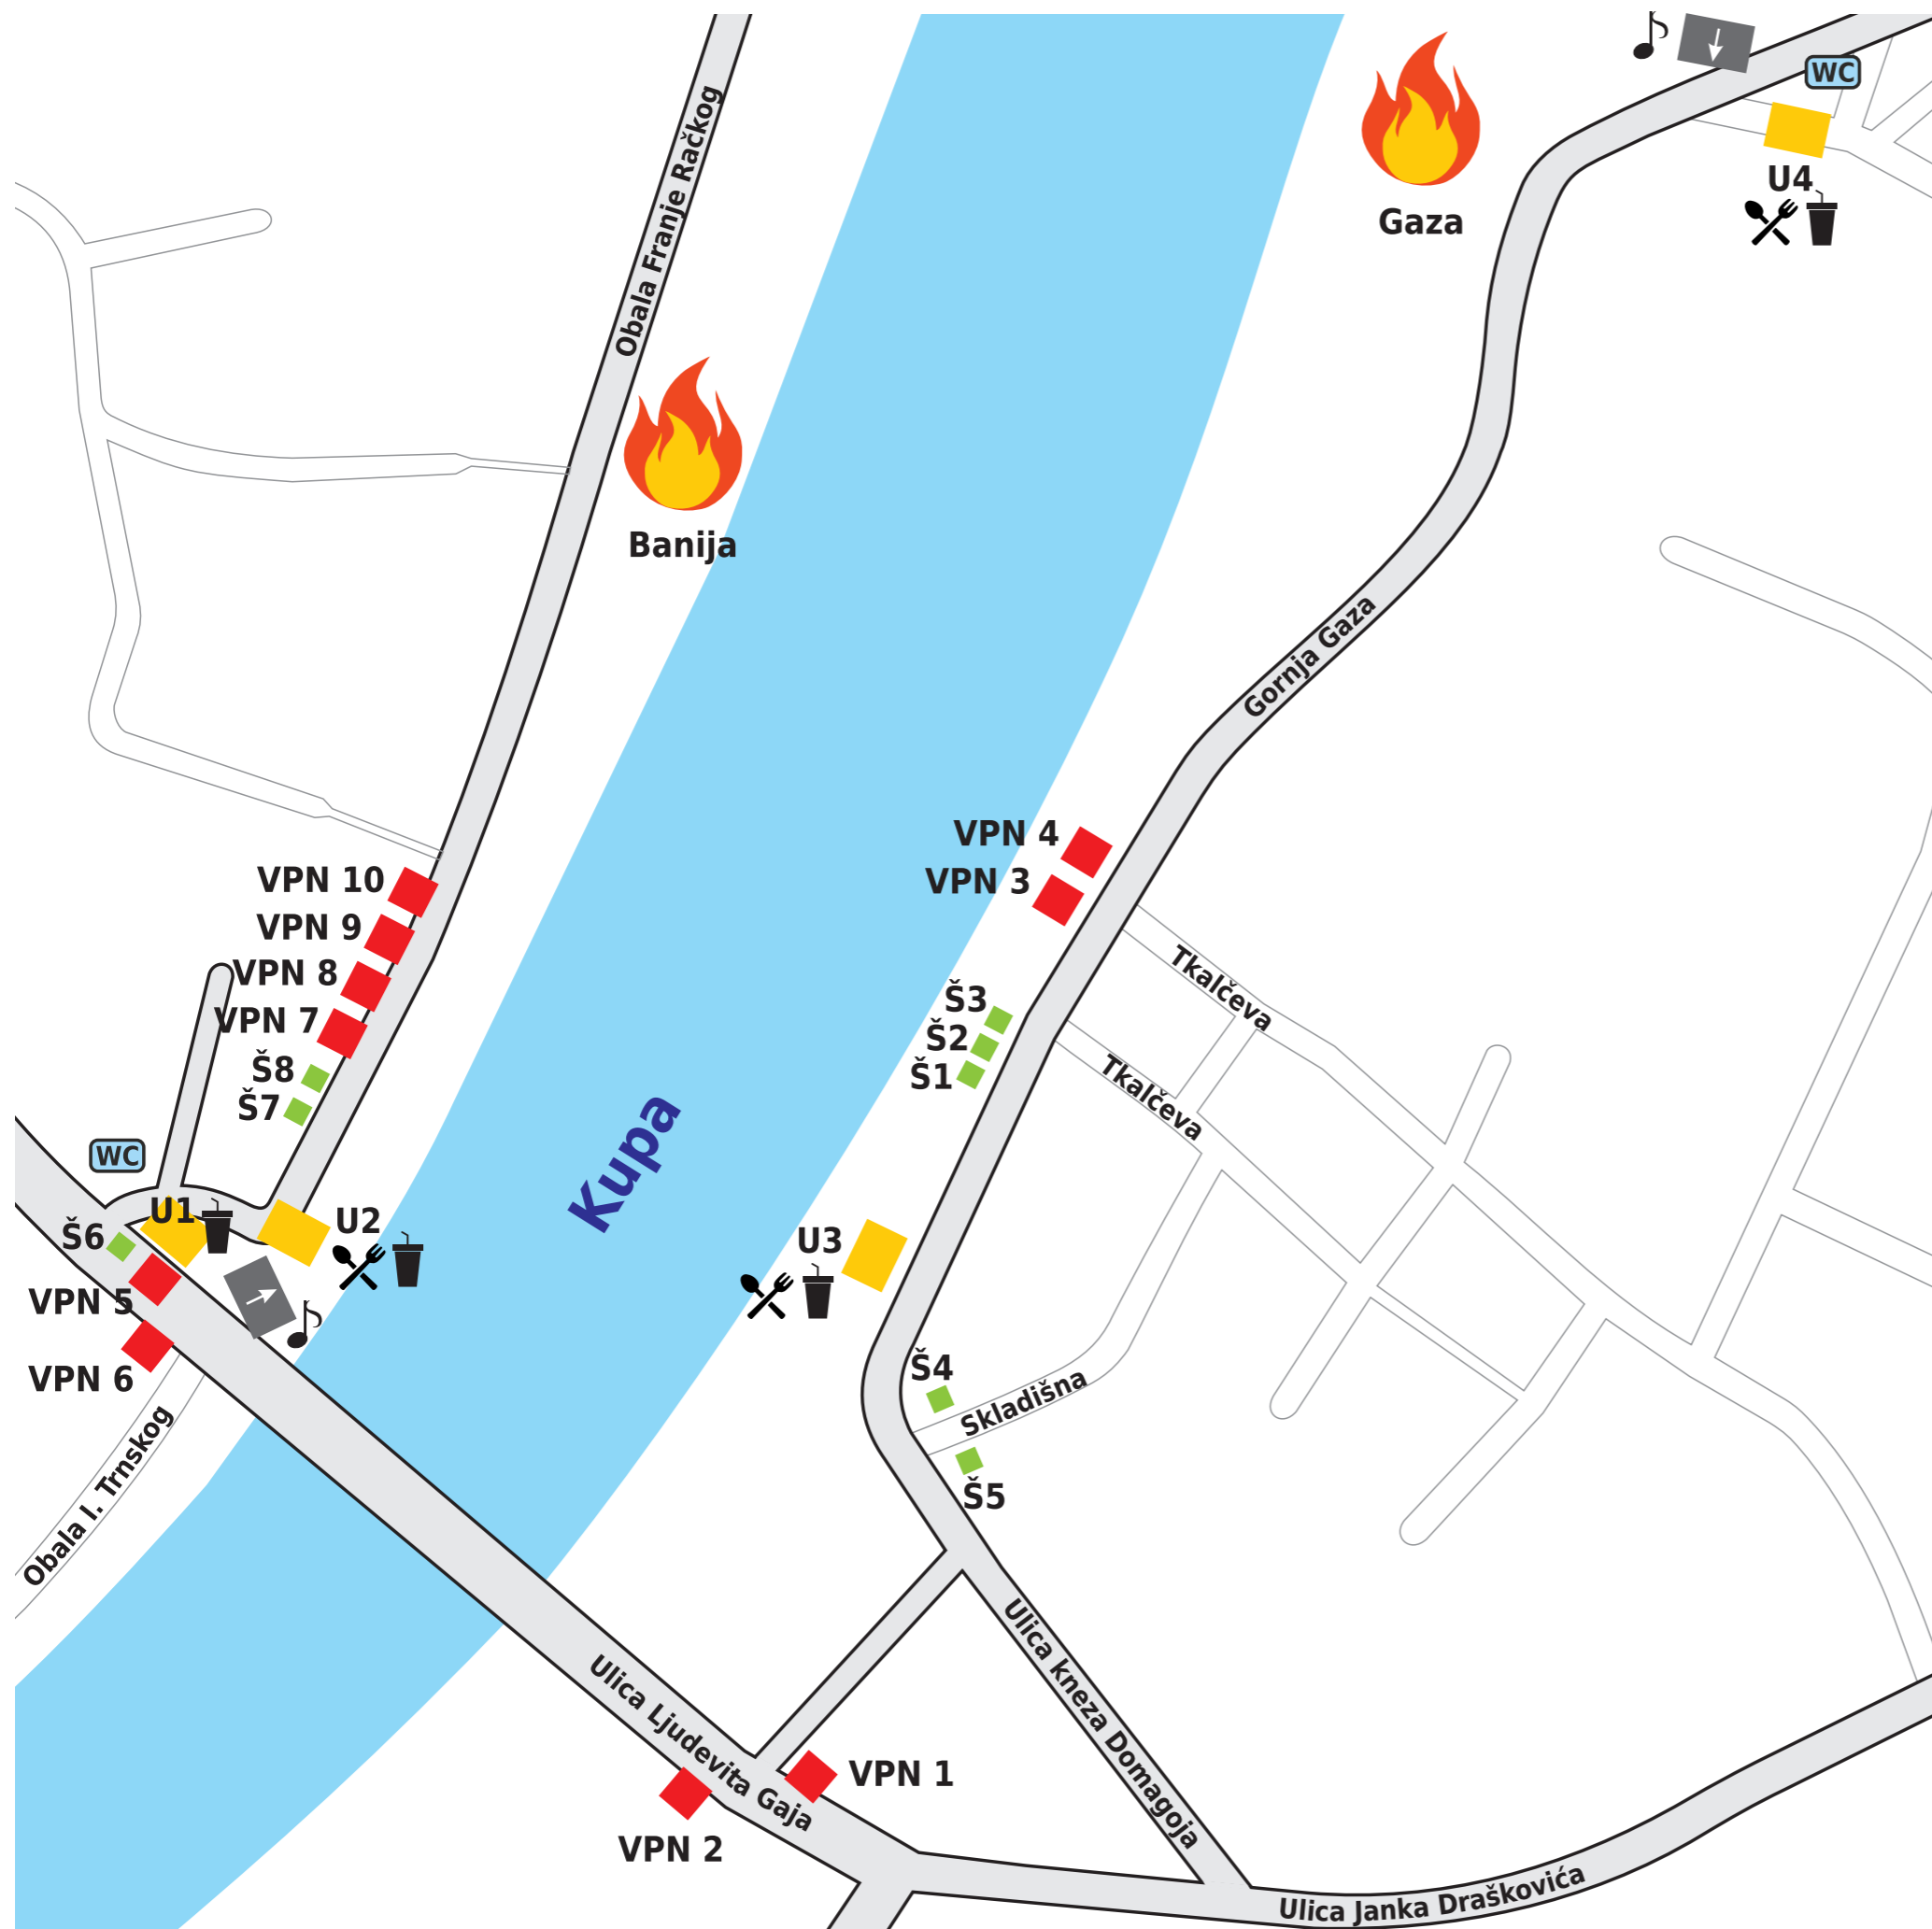 WC
Obala Franje Račkog
U4
Gaza
Banija
Gornja Gaza
VPN 4
VPN 3
VPN 10
VPN 9
VPN 8
VPN 7
Š8
Š7
Tkalčeva
Š3
Š2
Š1
Tkalčeva
Kupa
WC
U1
U2
Š6
U3
VPN 5
VPN 6
Š4
Skladišna
Š5
Obala I. Trnskog
Ulica kneza Domagoja
Ulica Ljudevita Gaja
VPN 1
VPN 2
Ulica Janka Draškovića